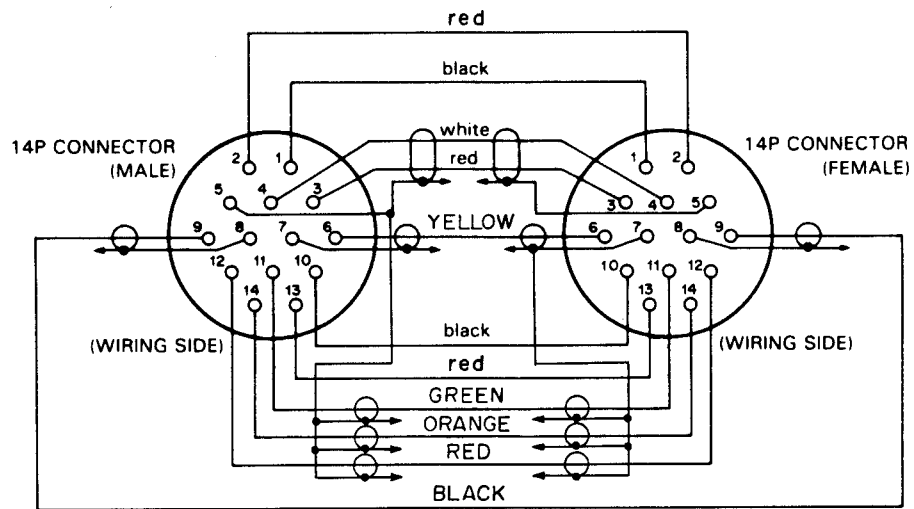 red
black
white
red
14P CONNECTOR
(MALE)
14P CONNECTOR
(FEMALE)
2 1
1 2
5 4 3
3 4 5
9 8 7 6
YELLOW
6 7 8 9
12 11 10
10 11 12
14 13
13 14
(WIRING SIDE)
(WIRING SIDE)
black
red
GREEN
ORANGE
RED
BLACK